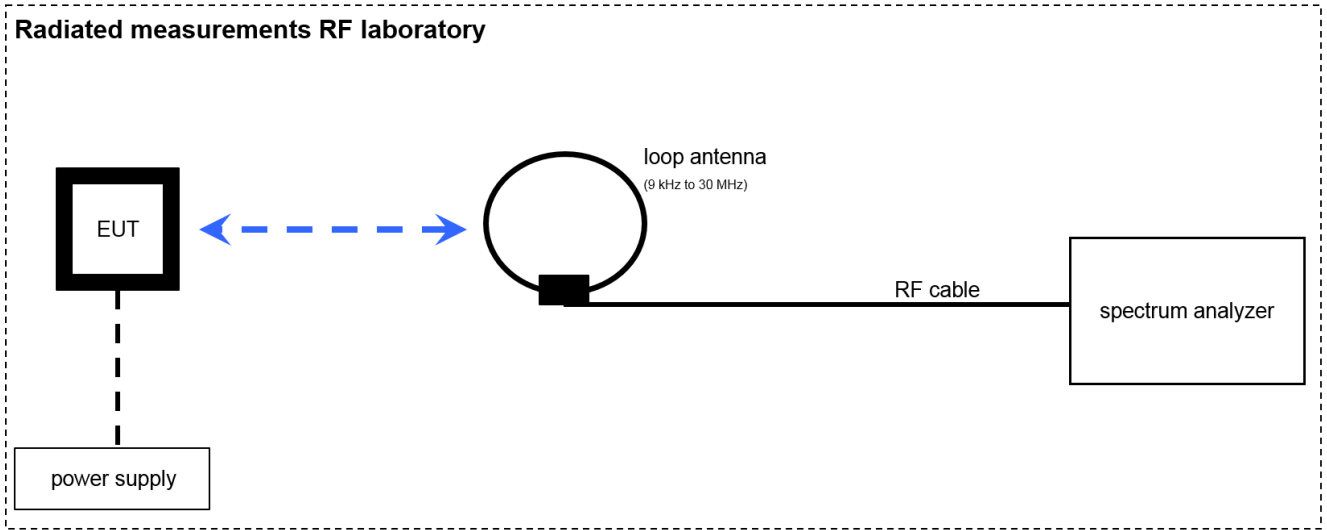 Radiated measurements RF laboratory
loop antenna
(9 kHz to 30 MHz)
EUT
RF cable
spectrum analyzer
power supply